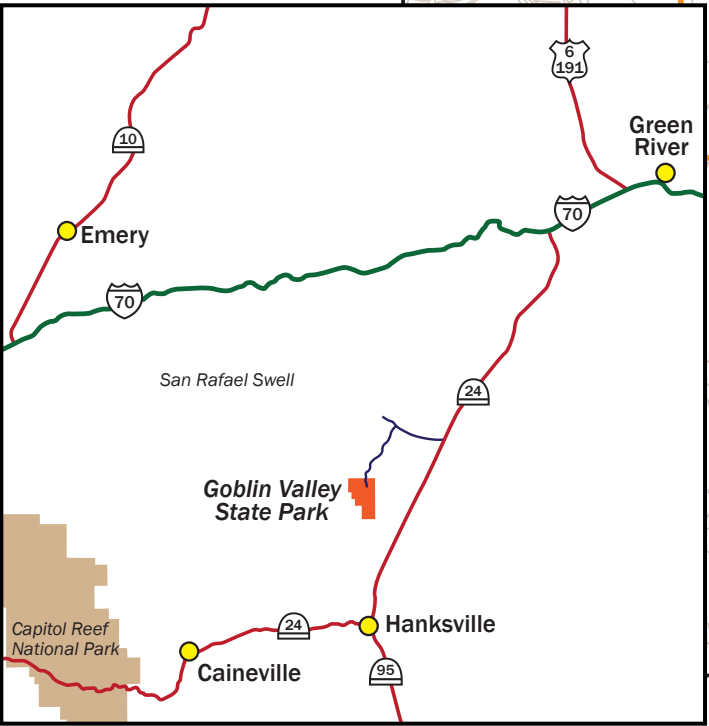 6
191
Green
River
10
70
Emery
70
San Rafael Swell
24
Goblin Valley
State Park
Capitol Reef
National Park
24
Hanksville
Caineville
95